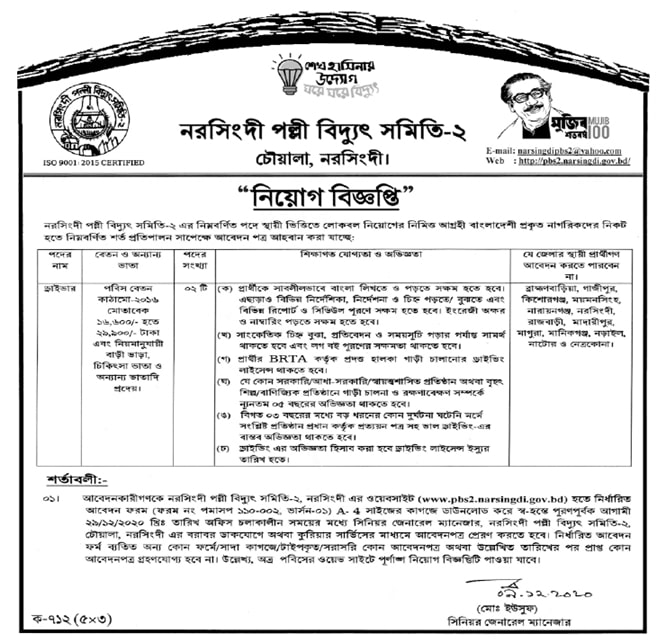 শেখ হাসিনার
উদ্যোগ
ঘরে ঘরে বিদ্যুৎ
নরসিংদী পল্লী বিদ্যুৎ সমিতি-২
ISO 9001: 2015 CERTIFIED
নরসিংদী পল্লী বিদ্যুৎ সমিতি-২
চৌয়ালা, নরসিংদী।
মুজিব MUJIB
শতবর্ষ 100
E-mail: narsingdipbs2@yahoo.com
Web : http://pbs2.narsingdi.gov.bd/
“নিয়োগ বিজ্ঞপ্তি”
নরসিংদী পল্লী বিদ্যুৎ সমিতি-২ এর নিম্নবর্ণিত পদে স্থায়ী ভিত্তিতে লোকবল নিয়োগের নিমিত্ত আগ্রহী বাংলাদেশী প্রকৃত নাগরিকদের নিকট
হতে নিম্নবর্ণিত শর্ত প্রতিপালন সাপেক্ষে আবেদন পত্র আহবান করা যাচ্ছে:
পদের
নাম
বেতন ও অন্যান্য
ভাতা
পদের
সংখ্যা
শিক্ষাগত যোগ্যতা ও অভিজ্ঞতা
যে জেলার স্থায়ী প্রার্থীগণ
আবেদন করতে পারবেন
না।
ড্রাইভার
পবিস বেতন
কাঠামো-২০১৬
মোতাবেক
১৬,৬০০/- হতে
২৯,৯০০/- টাকা
এবং নিয়মানুযায়ী
বাড়ী ভাড়া,
চিকিৎসা ভাতা ও
অন্যান্য ভাতাদি
প্রদেয়।
০২ টি
(ক) প্রার্থীকে সাবলীলভাবে বাংলা লিখতে ও পড়তে সক্ষম হতে হবে।
এছাড়াও বিভিন্ন নির্দেশিকা, নির্দেশনা ও চিহ্ন পড়তে/ বুঝতে এবং
বিভিন্ন রিপোর্ট ও সিডিউল পূরণে সক্ষম হতে হবে। ইংরেজী অক্ষর
ও নাম্বারিং পড়তে সক্ষম হতে হবে।
(খ) সাংকেতিক চিহ্ন বুঝা, প্রতিবেদন ও সময়সূচি পড়ার পর্যাপ্ত সামর্থ
থাকতে হবে এবং লগ বই পূরণের সক্ষমতা থাকতে হবে।
(গ) প্রার্থীর BRTA কর্তৃক প্রদত্ত হালকা গাড়ী চালানোর ড্রাইভিং
লাইসেন্স থাকতে হবে।
(ঘ) যে কোন সরকারি/আধা-সরকারি/স্বায়ত্বশাসিত প্রতিষ্ঠান অথবা বৃহৎ
শিল্প/বাণিজ্যিক প্রতিষ্ঠানে গাড়ী চালনা ও রক্ষণাবেক্ষণ সম্পর্কে
ন্যূনতম ০৫ বছরের অভিজ্ঞতা থাকতে হবে।
(ঙ) বিগত ০৩ বছরের মধ্যে বড় ধরনের কোন দুর্ঘটনা ঘটেনি মর্মে
সংশ্লিষ্ট প্রতিষ্ঠান প্রধান কর্তৃক প্রত্যয়ন পত্র সহ ভাল ড্রাইভিং-এর
বাস্তব অভিজ্ঞতা থাকতে হবে।
(চ) ড্রাইভিং এর অভিজ্ঞতা হিসাব করা হবে ড্রাইভিং লাইসেন্স ইস্যুর
তারিখ হতে।
ব্রাহ্মণবাড়িয়া, গাজীপুর,
কিশোরগঞ্জ, ময়মনসিংহ,
নারায়নগঞ্জ, নরসিংদী,
রাজবাড়ী, মাদারীপুর,
মাগুরা, মানিকগঞ্জ, নড়াইল,
নাটোর ও নেত্রকোনা।
শর্তাবলী:-
০১। আবেদনকারীগণকে নরসিংদী পল্লী বিদ্যুৎ সমিতি-২, নরসিংদী এর ওয়েবসাইট (www.pbs2.narsingdi.gov.bd) হতে নির্ধারিত
আবেদন ফরম (ফরম নং পমাসপ ১১০-০০২, ভার্সন-০১) A- 4 সাইজের কাগজে ডাউনলোড করে স্ব-হস্তে পূরণপূর্বক আগামী
২৯/১২/২০২০ খ্রিঃ তারিখ অফিস চলাকালীন সময়ের মধ্যে সিনিয়র জেনারেল ম্যানেজার, নরসিংদী পল্লী বিদ্যুৎ সমিতি-২,
চৌয়ালা, নরসিংদী এর বরাবর ডাকযোগে অথবা কুরিয়ার সার্ভিসের মাধ্যমে আবেদনপত্র প্রেরণ করতে হবে। নির্ধারিত আবেদন
ফর্ম ব্যতিত অন্য কোন ফর্মে/সাদা কাগজে/টাইপকৃত/সরাসরি কোন আবেদনপত্র অথবা উল্লেখিত তারিখের পর প্রাপ্ত কোন
আবেদনপত্র গ্রহণযোগ্য হবে না। উল্লেখ্য, অত্র পবিসের ওয়েব সাইটে পূর্ণাঙ্গ নিয়োগ বিজ্ঞপ্তিটি পাওয়া যাবে।
(মোঃ ইউসুফ)
সিনিয়র জেনারেল ম্যানেজার
ক-৭১২ (৫×৩)